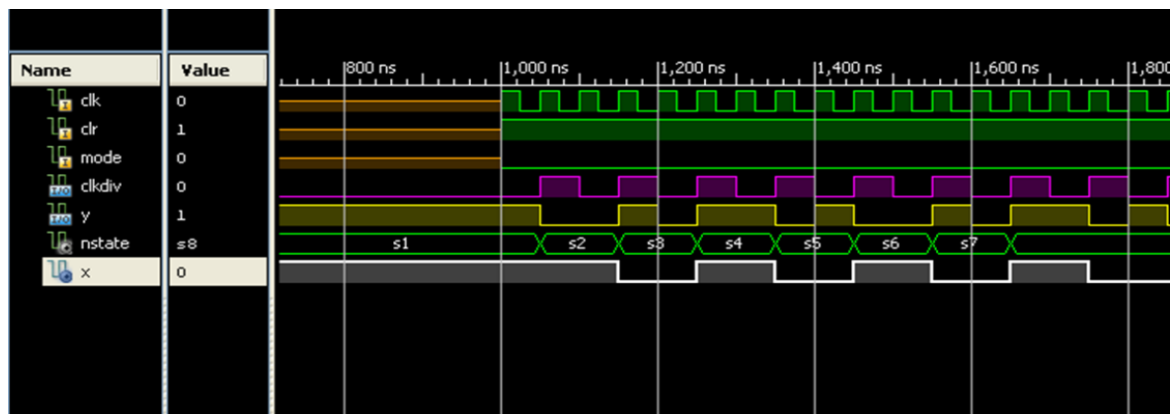 Name Value 800 ns 1,000 ns 1,200 ns 1,400 ns 1,600 ns 1,800
clk 0
clr 1
mode 0
clkdiv 0
y 1
nstate s8 s1 s2 s3 s4 s5 s6 s7
x 0